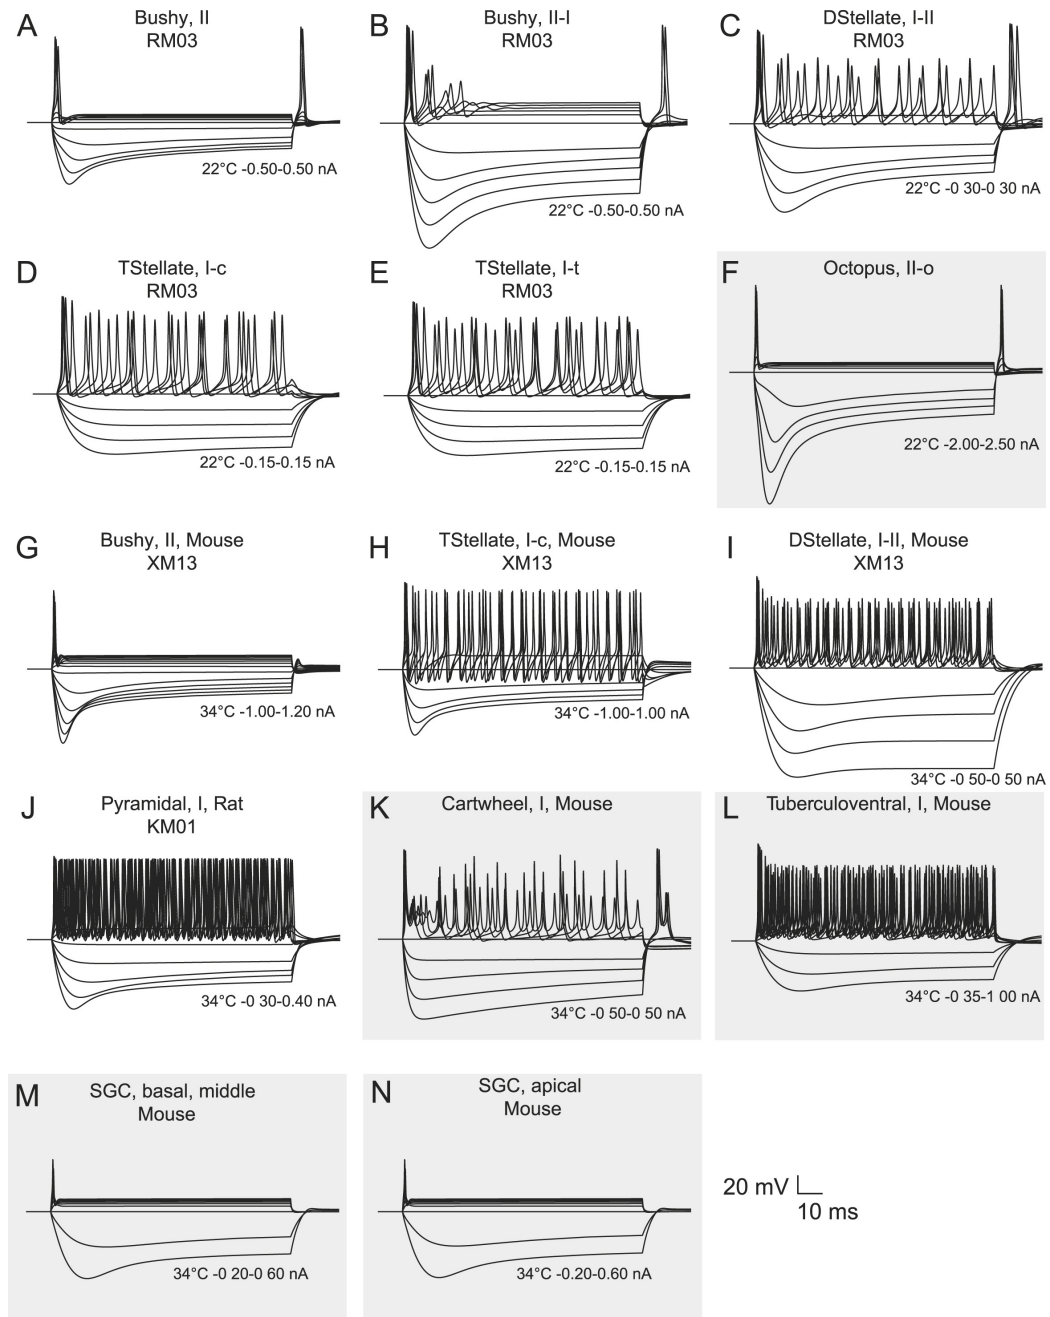 A
Bushy, II
RM03
22°C -0.50-0.50 nA
B
Bushy, II-I
RM03
22°C -0.50-0.50 nA
C
DStellate, I-II
RM03
22°C -0 30-0 30 nA
D
TStellate, I-c
RM03
22°C -0.15-0.15 nA
E
TStellate, I-t
RM03
22°C -0.15-0.15 nA
F
Octopus, II-o
22°C -2.00-2.50 nA
G
Bushy, II, Mouse
XM13
34°C -1.00-1.20 nA
H
TStellate, I-c, Mouse
XM13
34°C -1.00-1.00 nA
I
DStellate, I-II, Mouse
XM13
34°C -0 50-0 50 nA
J
Pyramidal, I, Rat
KM01
34°C -0 30-0.40 nA
K
Cartwheel, I, Mouse
34°C -0 50-0 50 nA
L
Tuberculoventral, I, Mouse
34°C -0 35-1 00 nA
M
SGC, basal, middle
Mouse
34°C -0 20-0 60 nA
N
SGC, apical
Mouse
34°C -0.20-0.60 nA
20 mV
10 ms